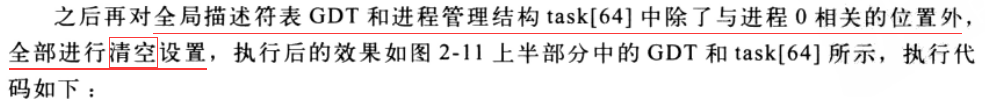 之后再对全局描述符表 GDT 和进程管理结构 task[64] 中除了与进程 0 相关的位置外，
全部进行清空设置，执行后的效果如图 2-11 上半部分中的 GDT 和 task[64] 所示，执行代
码如下：